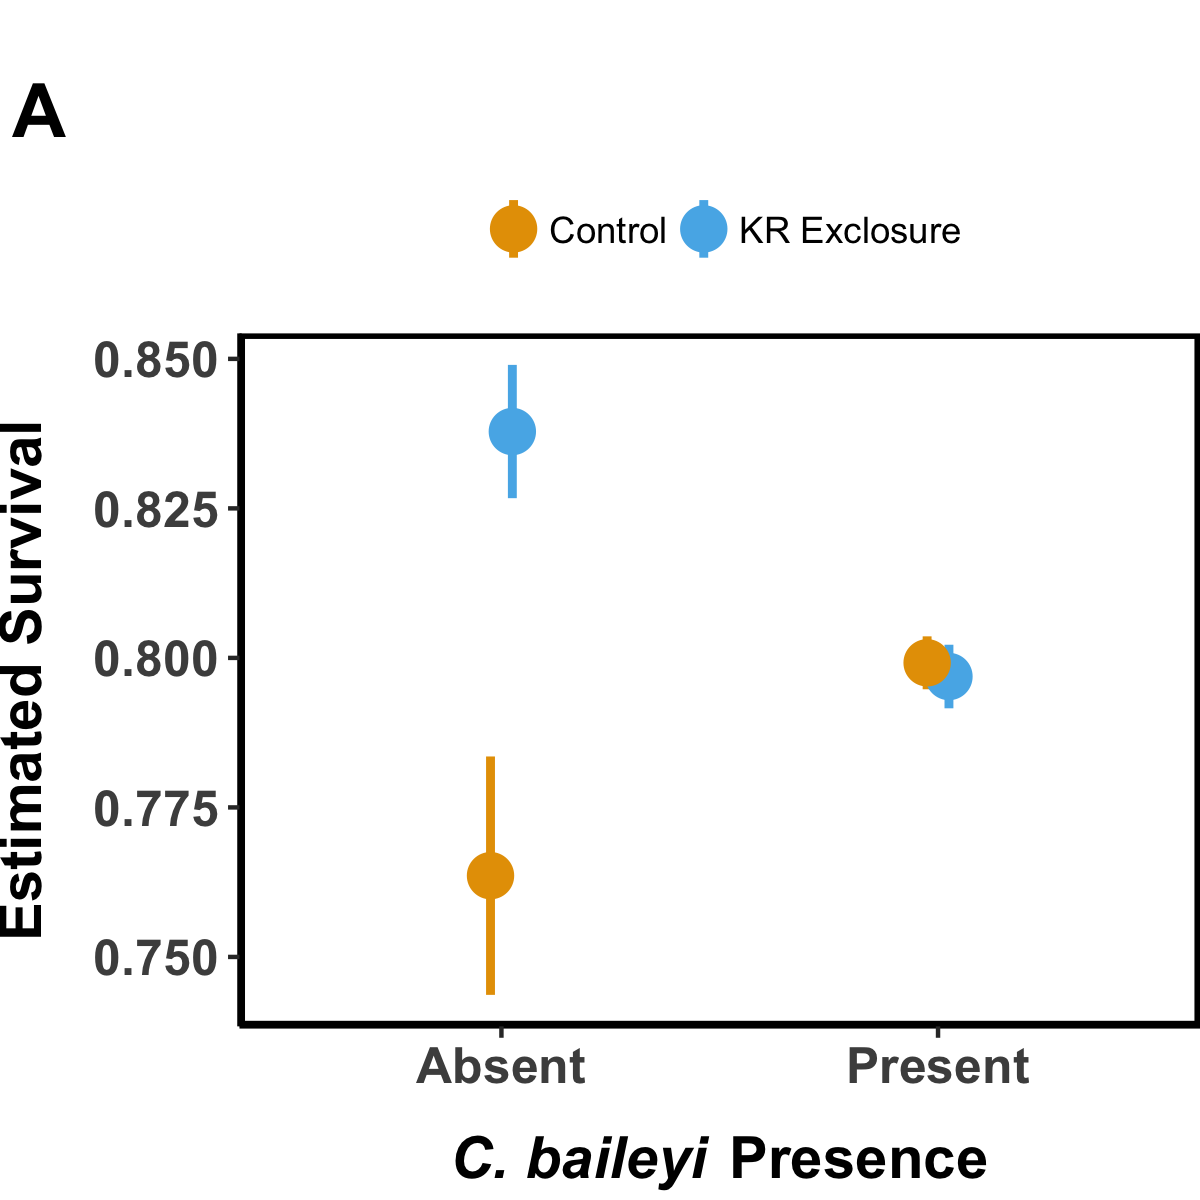 A
Control KR Exclosure
0.850
0.825
0.800
0.775
0.750
Estimated Survival
Absent Present
C. baileyi Presence